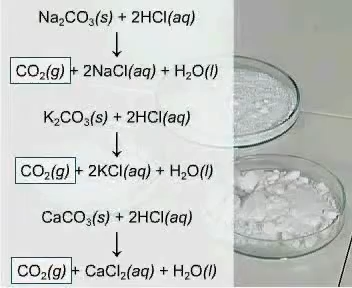 Na₂CO₃(s) + 2HCl(aq)
↓
CO₂(g) + 2NaCl(aq) + H₂O(l)
K₂CO₃(s) + 2HCl(aq)
↓
CO₂(g) + 2KCl(aq) + H₂O(l)
CaCO₃(s) + 2HCl(aq)
↓
CO₂(g) + CaCl₂(aq) + H₂O(l)